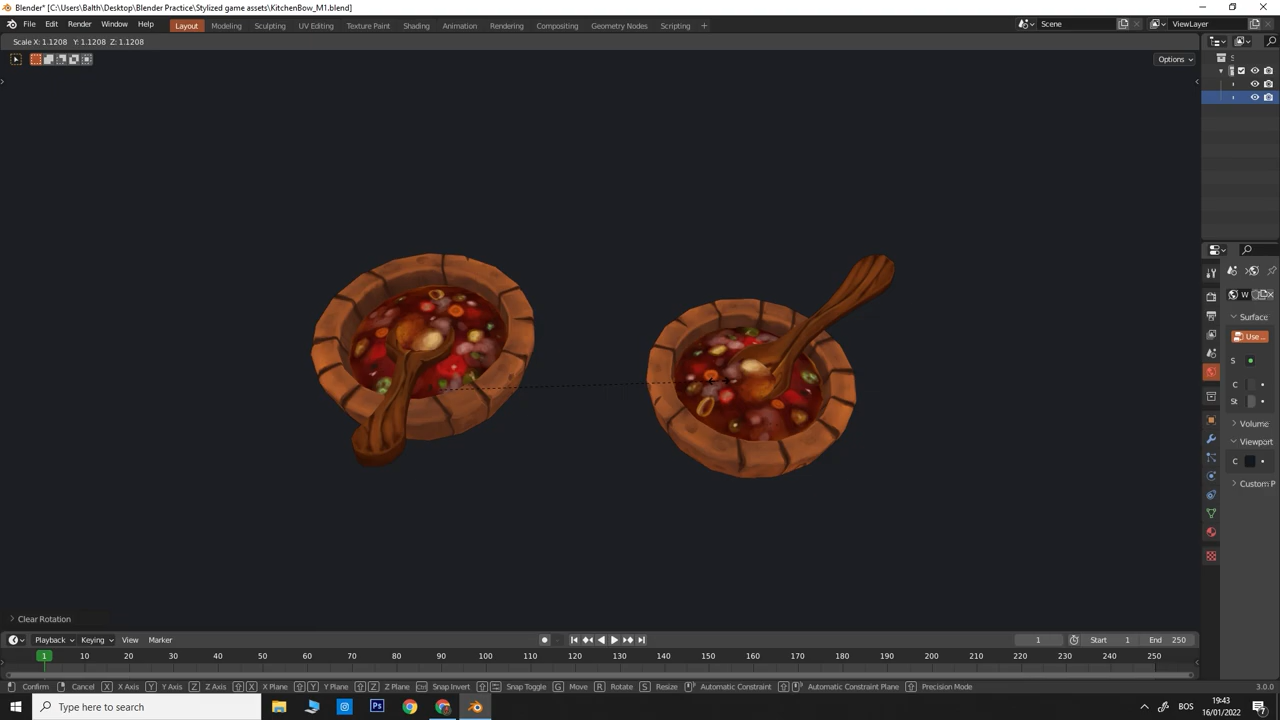 Blender* [C:\Users\Balth\Desktop\Blender Practice\Stylized game assets\KitchenBow_M1.blend]
File Edit Render Window Help Layout Modeling Sculpting UV Editing Texture Paint Shading Animation Rendering Compositing Geometry Nodes Scripting + Scene ViewLayer
Scale X: 1.1208 Y: 1.1208 Z: 1.1208
Options
Surface
Use ...
S
C
St
Volume
Viewport
C
Custom P
Clear Rotation
Playback Keying View Marker 1 Start 1 End 250
1 10 20 30 40 50 60 70 80 90 100 110 120 130 140 150 160 170 180 190 200 210 220 230 240 250
Confirm Cancel X X Axis Y Y Axis Z Z Axis X X Plane Y Y Plane Z Z Plane Ctrl Snap Invert Snap Toggle G Move R Rotate S Resize Automatic Constraint Automatic Constraint Plane Precision Mode 3.0.0
Type here to search
BOS
19:43
16/01/2022